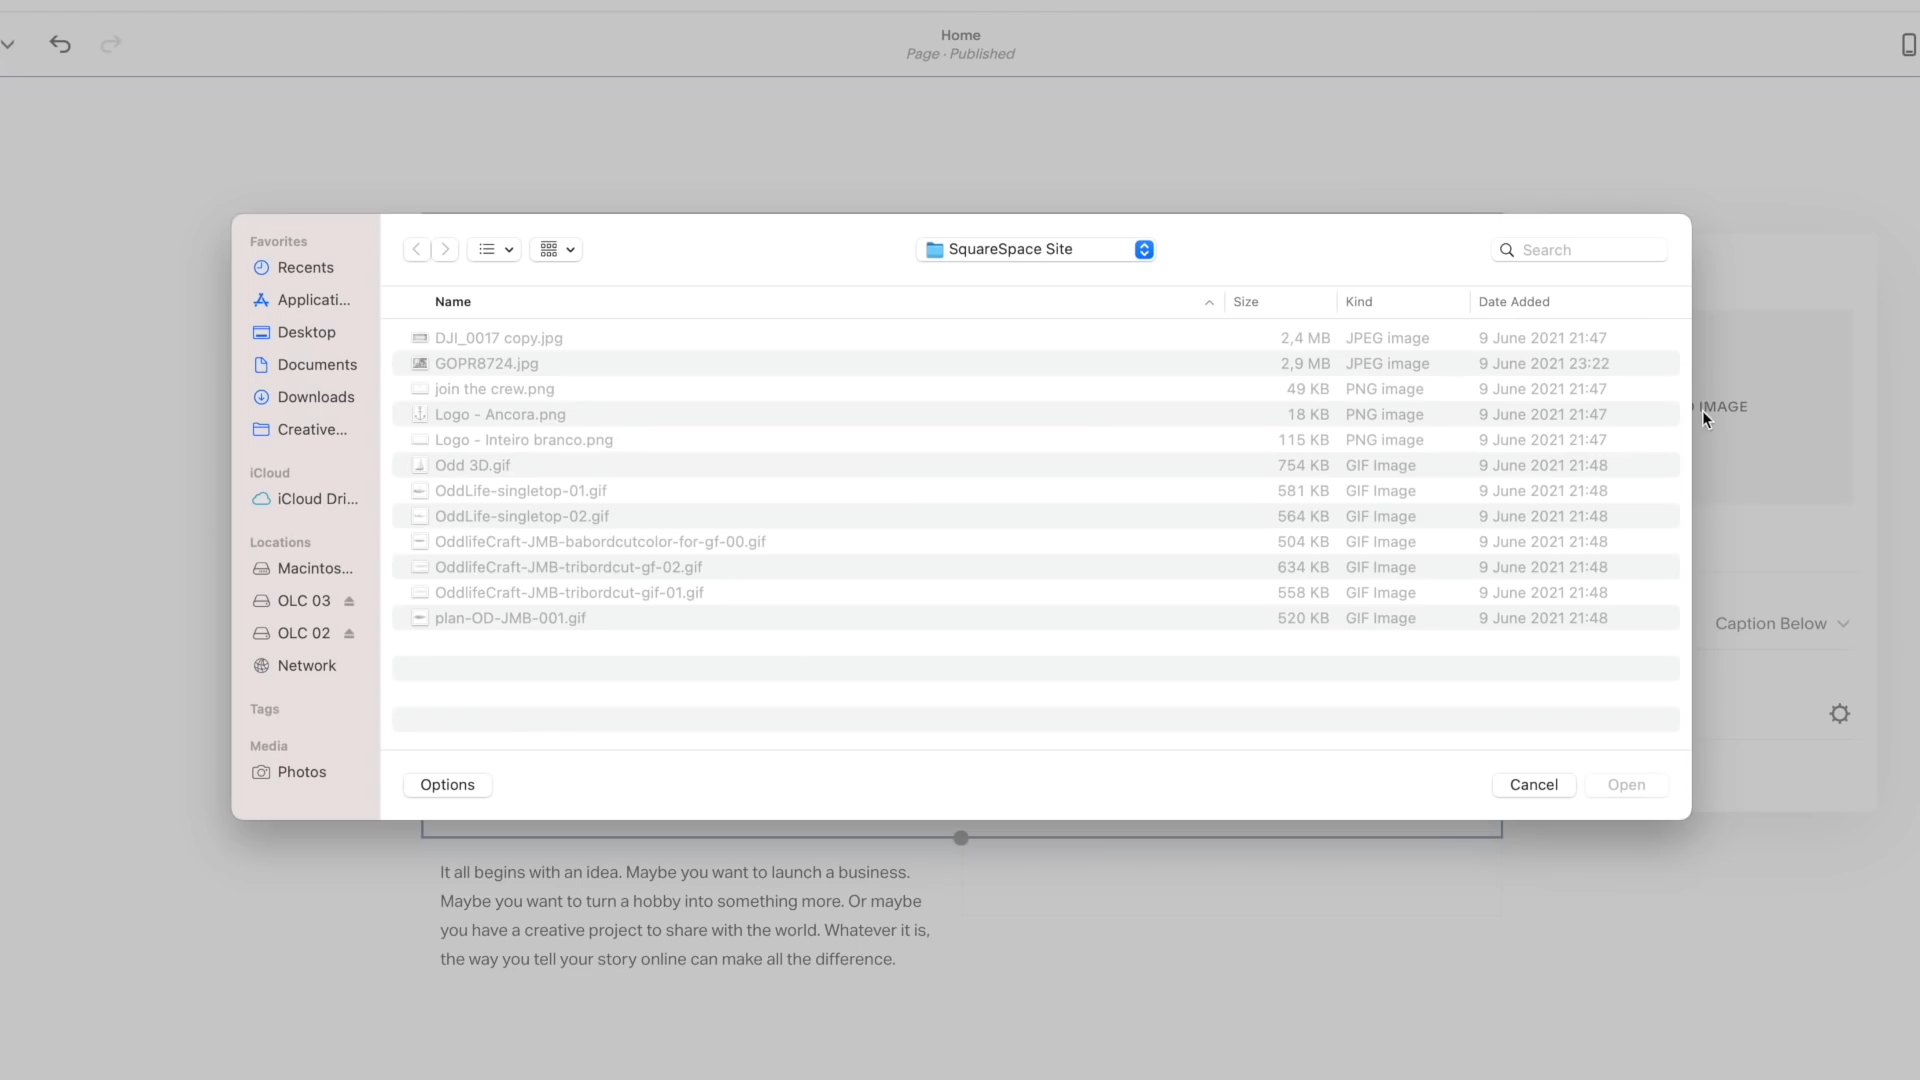 Home
Page · Published
Favorites
Recents
Applicati...
Desktop
Documents
Downloads
Creative...
iCloud
iCloud Dri...
Locations
Macintos...
OLC 03
OLC 02
Network
Tags
Media
Photos
SquareSpace Site
Search
Name Size Kind Date Added
DJI_0017 copy.jpg 2,4 MB JPEG image 9 June 2021 21:47
GOPR8724.jpg 2,9 MB JPEG image 9 June 2021 23:22
join the crew.png 49 KB PNG image 9 June 2021 21:47
Logo - Ancora.png 18 KB PNG image 9 June 2021 21:47
Logo - Inteiro branco.png 115 KB PNG image 9 June 2021 21:47
Odd 3D.gif 754 KB GIF Image 9 June 2021 21:48
OddLife-singletop-01.gif 581 KB GIF Image 9 June 2021 21:48
OddLife-singletop-02.gif 564 KB GIF Image 9 June 2021 21:48
OddlifeCraft-JMB-babordcutcolor-for-gf-00.gif 504 KB GIF Image 9 June 2021 21:48
OddlifeCraft-JMB-tribordcut-gf-02.gif 634 KB GIF Image 9 June 2021 21:48
OddlifeCraft-JMB-tribordcut-gif-01.gif 558 KB GIF Image 9 June 2021 21:48
plan-OD-JMB-001.gif 520 KB GIF Image 9 June 2021 21:48
Options
Cancel
Open
IMAGE
Caption Below
It all begins with an idea. Maybe you want to launch a business.
Maybe you want to turn a hobby into something more. Or maybe
you have a creative project to share with the world. Whatever it is,
the way you tell your story online can make all the difference.